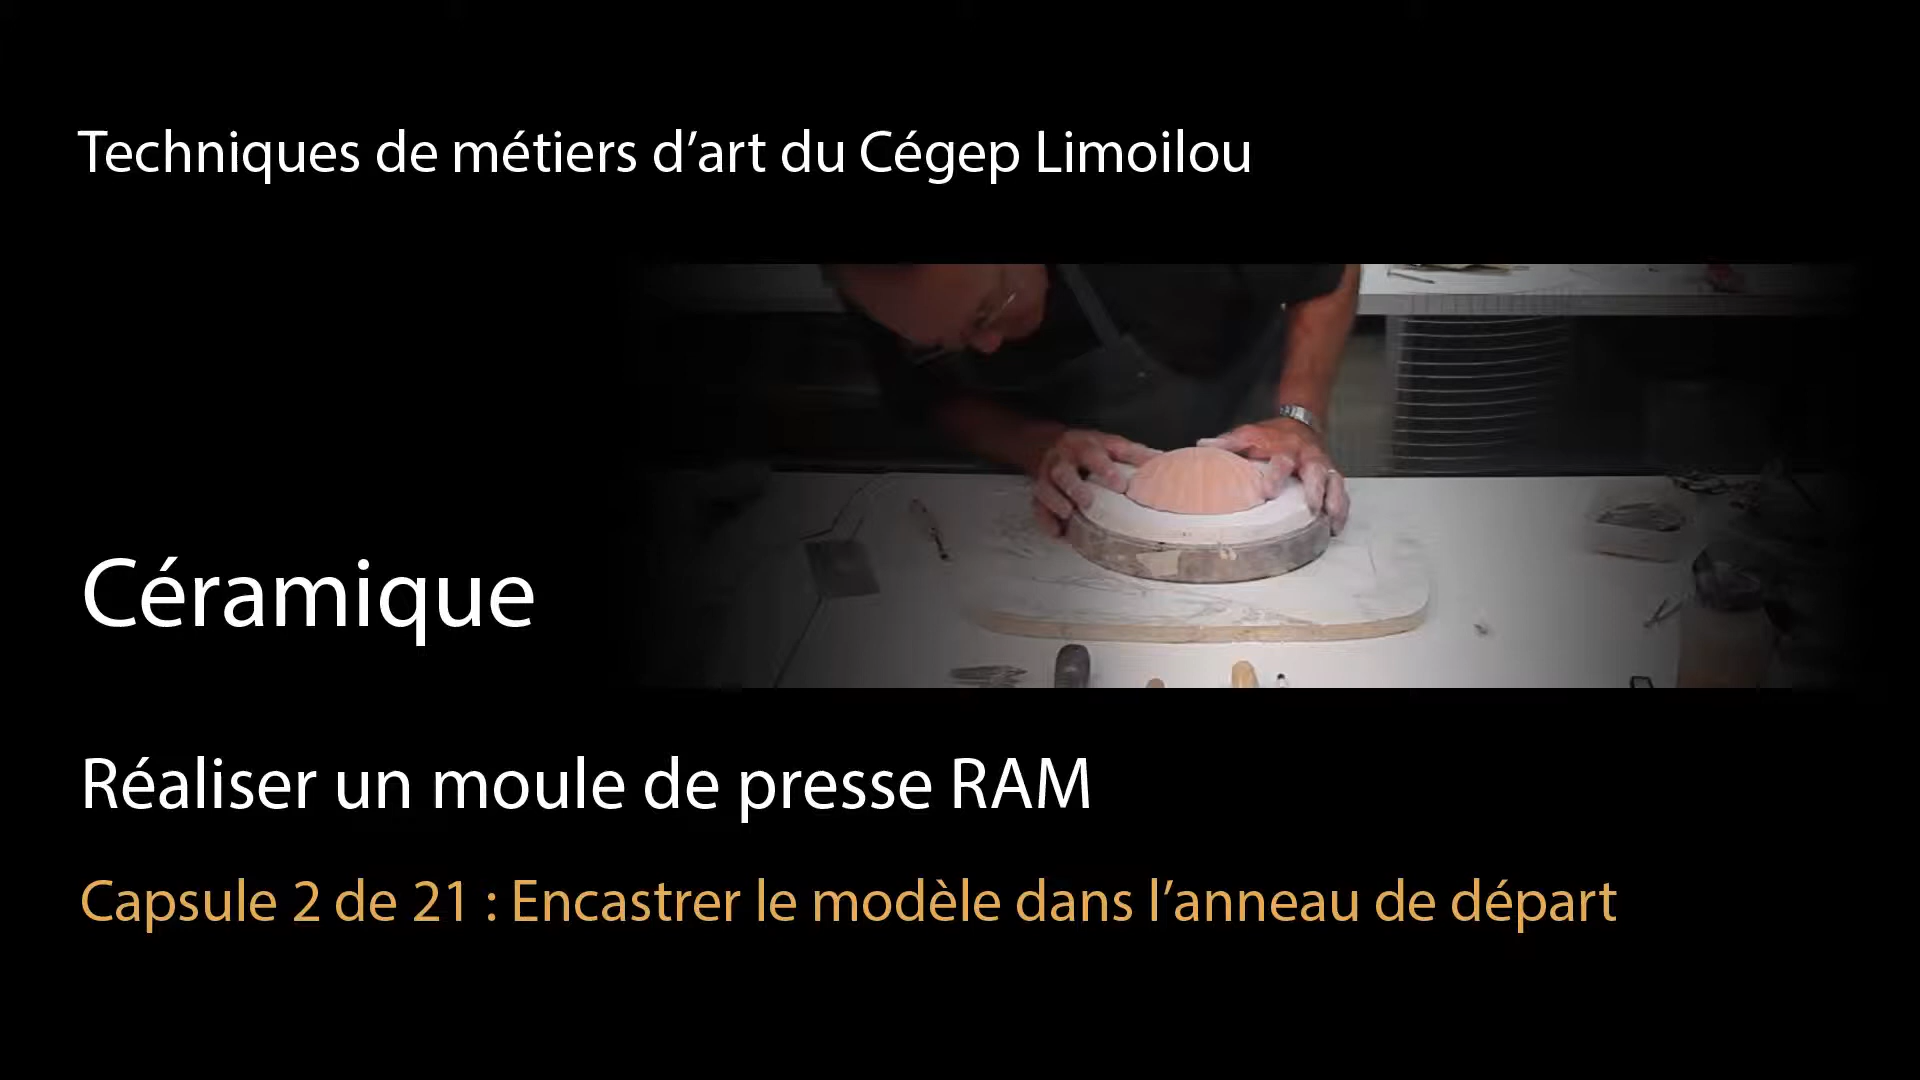 Techniques de métiers d’art du Cégep Limoilou
Céramique
Réaliser un moule de presse RAM
Capsule 2 de 21 : Encastrer le modèle dans l’anneau de départ